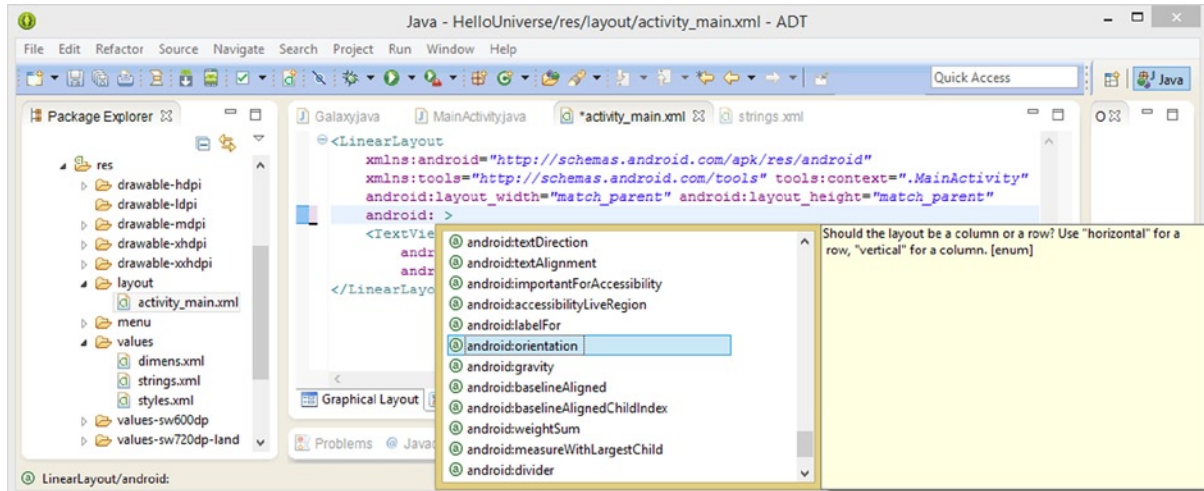 Java - HelloUniverse/res/layout/activity_main.xml - ADT
File Edit Refactor Source Navigate Search Project Run Window Help
Quick Access
Java
Package Explorer
res
drawable-hdpi
drawable-ldpi
drawable-mdpi
drawable-xhdpi
drawable-xxhdpi
layout
activity_main.xml
menu
values
dimens.xml
strings.xml
styles.xml
values-sw600dp
values-sw720dp-land
Galaxy.java MainActivity.java *activity_main.xml strings.xml
<LinearLayout
xmlns:android="http://schemas.android.com/apk/res/android"
xmlns:tools="http://schemas.android.com/tools" tools:context=".MainActivity"
android:layout_width="match_parent" android:layout_height="match_parent"
android: >
<TextVie
andr
andr
</LinearLayo
Graphical Layout
Problems @ Javad
android:textDirection
android:textAlignment
android:importantForAccessibility
android:accessibilityLiveRegion
android:labelFor
android:orientation
android:gravity
android:baselineAligned
android:baselineAlignedChildIndex
android:weightSum
android:measureWithLargestChild
android:divider
Should the layout be a column or a row? Use "horizontal" for a
row, "vertical" for a column. [enum]
LinearLayout/android: